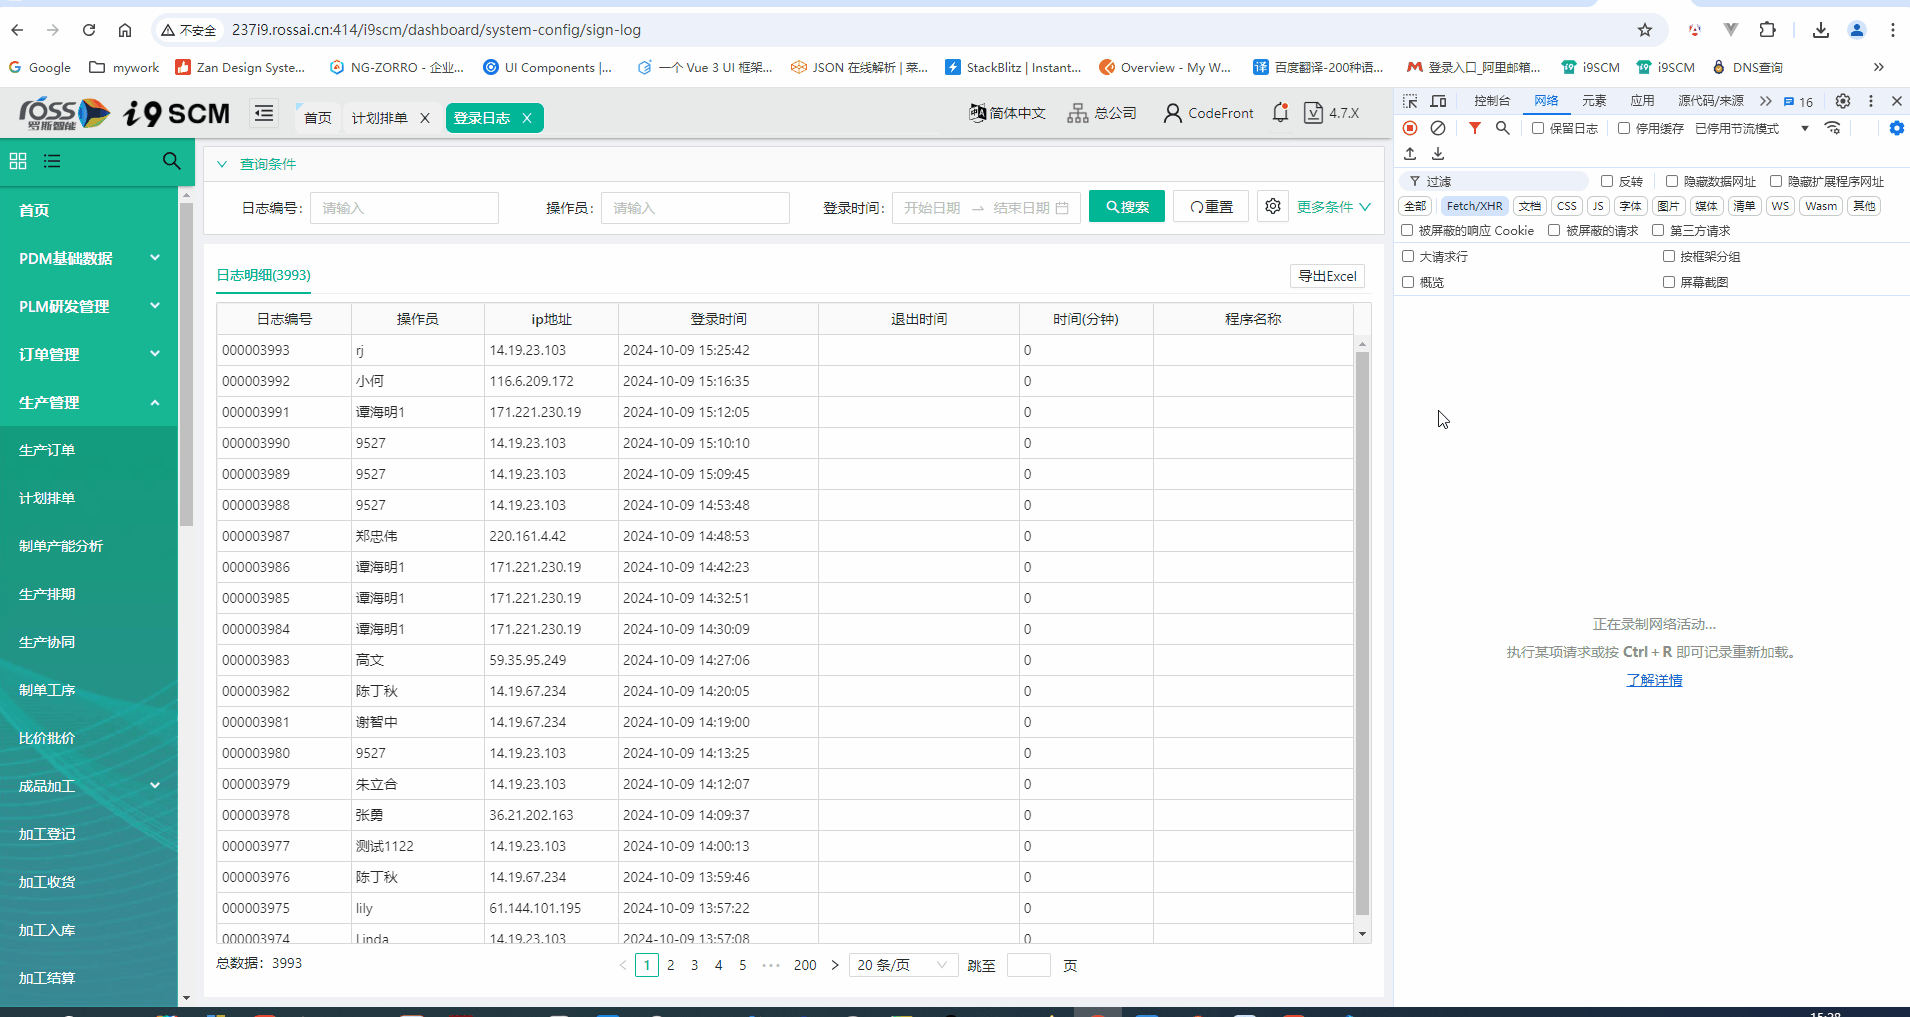 不安全 237i9.rossai.cn:414/i9scm/dashboard/system-config/sign-log
Google mywork Zan Design Syste... NG-ZORRO - 企业... UI Components |... 一个 Vue 3 UI 框架... JSON 在线解析 | 菜... StackBlitz | Instant... Overview - My W... 百度翻译-200种语... 登录入口_阿里邮箱... i9SCM i9SCM DNS查询
ross 罗斯智能 i9 SCM 首页 计划排单 登录日志 简体中文 总公司 CodeFront 4.7.X
首页
PDM基础数据
PLM研发管理
订单管理
生产管理
生产订单
计划排单
制单产能分析
生产排期
生产协同
制单工序
比价批价
成品加工
加工登记
加工收货
加工入库
加工结算
查询条件
日志编号: 请输入 操作员: 请输入 登录时间: 开始日期 → 结束日期 搜索 重置 更多条件
日志明细(3993) 导出Excel
日志编号 操作员 ip地址 登录时间 退出时间 时间(分钟) 程序名称
000003993 rj 14.19.23.103 2024-10-09 15:25:42 0
000003992 小何 116.6.209.172 2024-10-09 15:16:35 0
000003991 谭海明1 171.221.230.19 2024-10-09 15:12:05 0
000003990 9527 14.19.23.103 2024-10-09 15:10:10 0
000003989 9527 14.19.23.103 2024-10-09 15:09:45 0
000003988 9527 14.19.23.103 2024-10-09 14:53:48 0
000003987 郑忠伟 220.161.4.42 2024-10-09 14:48:53 0
000003986 谭海明1 171.221.230.19 2024-10-09 14:42:23 0
000003985 谭海明1 171.221.230.19 2024-10-09 14:32:51 0
000003984 谭海明1 171.221.230.19 2024-10-09 14:30:09 0
000003983 高文 59.35.95.249 2024-10-09 14:27:06 0
000003982 陈丁秋 14.19.67.234 2024-10-09 14:20:05 0
000003981 谢智中 14.19.67.234 2024-10-09 14:19:00 0
000003980 9527 14.19.23.103 2024-10-09 14:13:25 0
000003979 朱立合 14.19.23.103 2024-10-09 14:12:07 0
000003978 张勇 36.21.202.163 2024-10-09 14:09:37 0
000003977 测试1122 14.19.23.103 2024-10-09 14:00:13 0
000003976 陈丁秋 14.19.67.234 2024-10-09 13:59:46 0
000003975 lily 61.144.101.195 2024-10-09 13:57:22 0
000003974 Linda 14.19.23.103 2024-10-09 13:57:08 0
总数据: 3993 1 2 3 4 5 ••• 200 20 条/页 跳至 页
控制台 网络 元素 应用 源代码/来源 16
保留日志 停用缓存 已停用节流模式
过滤 反转 隐藏数据网址 隐藏扩展程序网址
全部 Fetch/XHR 文档 CSS JS 字体 图片 媒体 清单 WS Wasm 其他
被屏蔽的响应 Cookie 被屏蔽的请求 第三方请求
大请求行 按框架分组
概览 屏幕截图
正在录制网络活动...
执行某项请求或按 Ctrl + R 即可记录重新加载。
了解详情
15:28